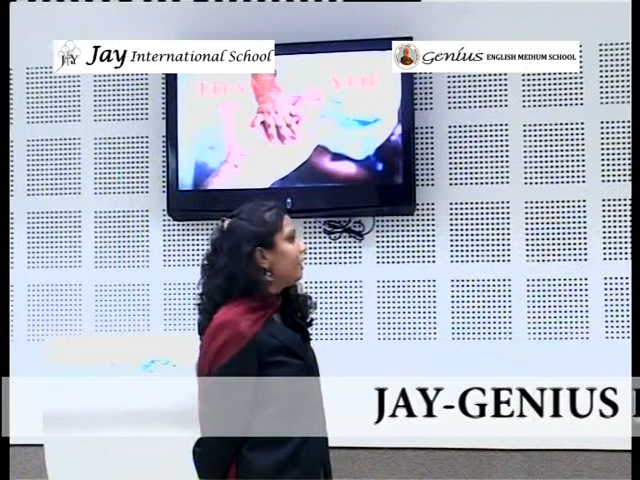 Jay International School
Genius ENGLISH MEDIUM SCHOOL
JAY-GENIUS